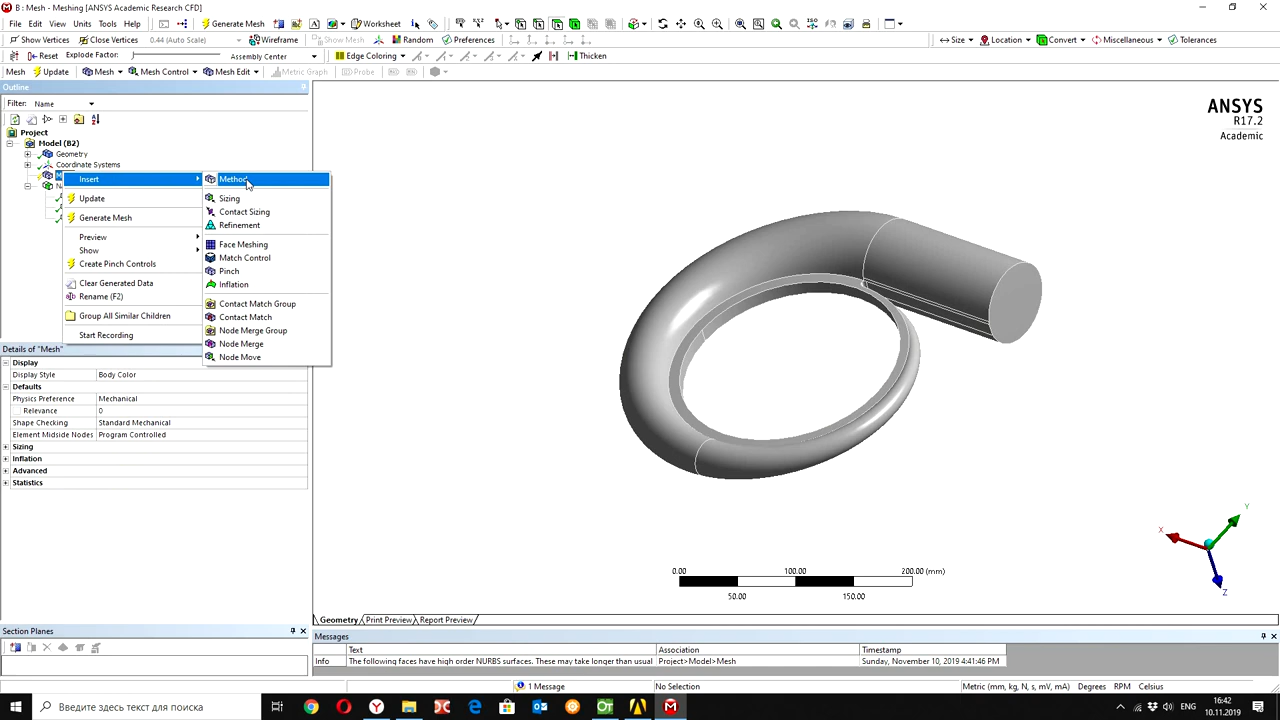 B : Mesh - Meshing [ANSYS Academic Research CFD]
File Edit View Units Tools Help Generate Mesh Worksheet
Show Vertices Close Vertices 0.44 (Auto Scale) Wireframe Show Mesh Random Preferences Size Location Convert Miscellaneous Tolerances
Reset Explode Factor: Assembly Center Edge Coloring Thicken
Mesh Update Mesh Mesh Control Mesh Edit Metric Graph Probe
Outline
Filter: Name
Project
Model (B2)
Geometry
Coordinate Systems
Insert
Update
Generate Mesh
Preview
Show
Create Pinch Controls
Clear Generated Data
Rename (F2)
Group All Similar Children
Start Recording
Method
Sizing
Contact Sizing
Refinement
Face Meshing
Match Control
Pinch
Inflation
Contact Match Group
Contact Match
Node Merge Group
Node Merge
Node Move
Details of "Mesh"
Display
Display Style Body Color
Defaults
Physics Preference Mechanical
Relevance 0
Shape Checking Standard Mechanical
Element Midside Nodes Program Controlled
Sizing
Inflation
Advanced
Statistics
ANSYS
R17.2
Academic
X
Y
Z
0.00 100.00 200.00 (mm)
50.00 150.00
Geometry Print Preview Report Preview
Section Planes
Messages
Text Association Timestamp
Info The following faces have high order NURBS surfaces. These may take longer than usual Project>Model>Mesh Sunday, November 10, 2019 4:41:46 PM
1 Message No Selection Metric (mm, kg, N, s, mV, mA) Degrees RPM Celsius
Введите здесь текст для поиска
ENG
16:42
10.11.2019